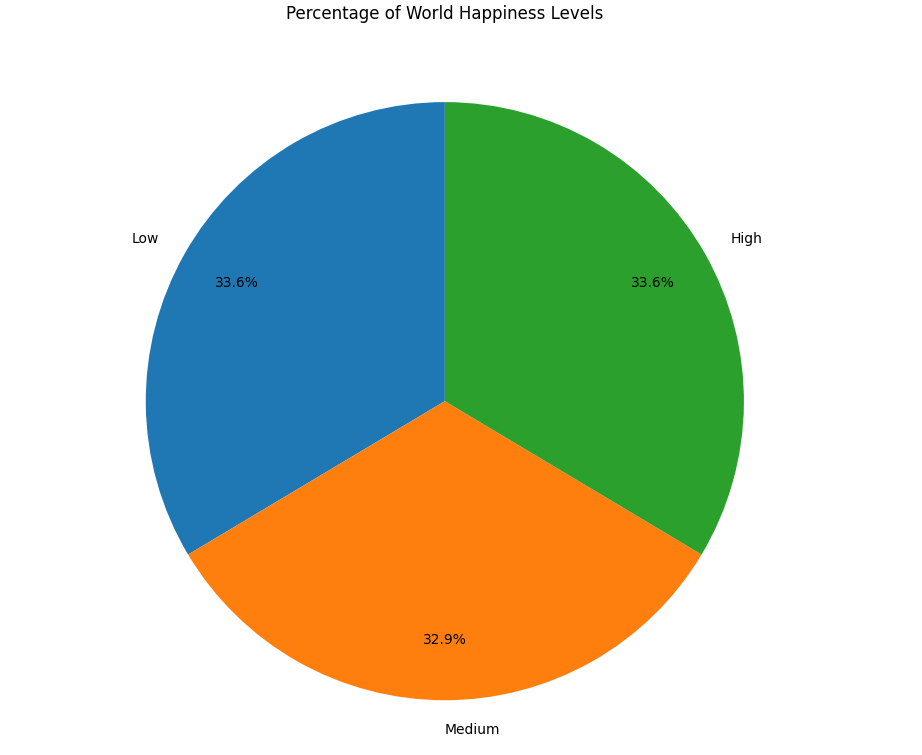 Percentage of World Happiness Levels
Low
High
33.6%
33.6%
32.9%
Medium